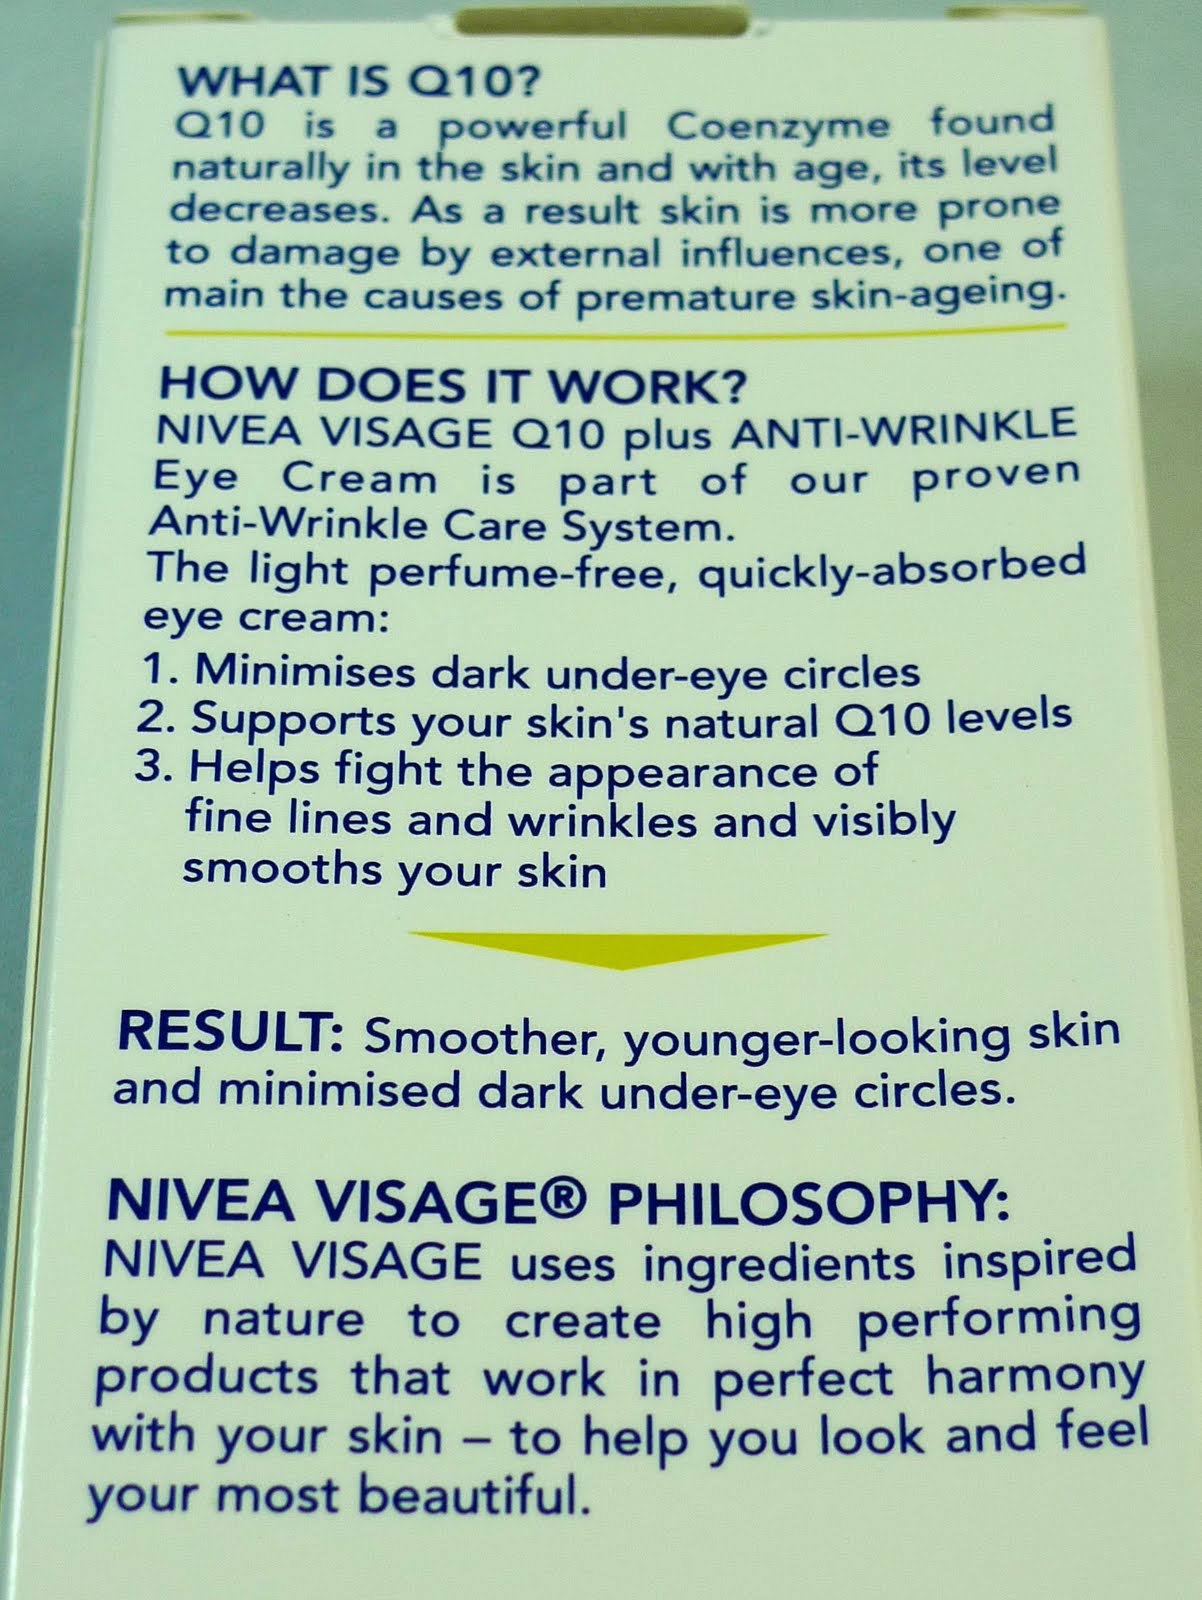 WHAT IS Q10?
Q10 is a powerful Coenzyme found
naturally in the skin and with age, its level
decreases. As a result skin is more prone
to damage by external influences, one of
main the causes of premature skin-ageing.
HOW DOES IT WORK?
NIVEA VISAGE Q10 plus ANTI-WRINKLE
Eye Cream is part of our proven
Anti-Wrinkle Care System.
The light perfume-free, quickly-absorbed
eye cream:
1. Minimises dark under-eye circles
2. Supports your skin's natural Q10 levels
3. Helps fight the appearance of
fine lines and wrinkles and visibly
smooths your skin
RESULT: Smoother, younger-looking skin
and minimised dark under-eye circles.
NIVEA VISAGE® PHILOSOPHY:
NIVEA VISAGE uses ingredients inspired
by nature to create high performing
products that work in perfect harmony
with your skin – to help you look and feel
your most beautiful.